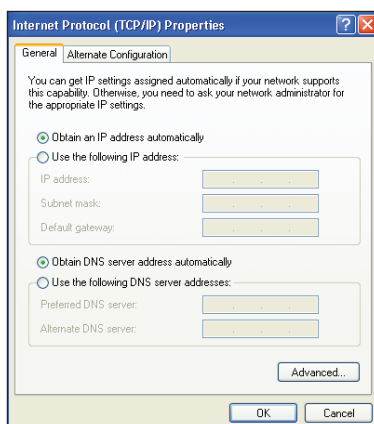 Internet Protocol (TCP/IP) Properties
General
Alternate Configuration
You can get IP settings assigned automatically if your network supports
this capability. Otherwise, you need to ask your network administrator for
the appropriate IP settings.
Obtain an IP address automatically
Use the following IP address:
IP address:
Subnet mask:
Default gateway:
Obtain DNS server address automatically
Use the following DNS server addresses:
Preferred DNS server:
Alternate DNS server:
Advanced...
OK
Cancel